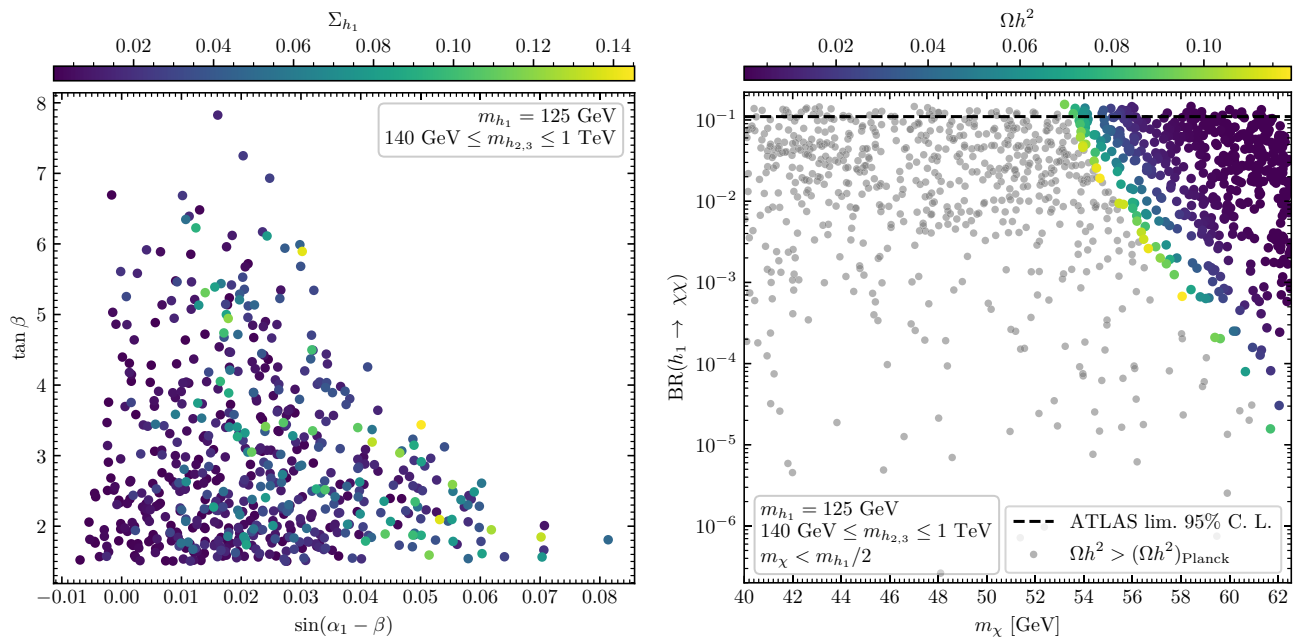 Σ_{h_1}
0.02 0.04 0.06 0.08 0.10 0.12 0.14
m_{h_1} = 125 GeV
140 GeV ≤ m_{h_{2,3}} ≤ 1 TeV
tan β
8
7
6
5
4
3
2
−0.01 0.00 0.01 0.02 0.03 0.04 0.05 0.06 0.07 0.08
sin(α_1 − β)
Ωh^2
0.02 0.04 0.06 0.08 0.10
BR(h_1 → χχ)
10^{−1}
10^{−2}
10^{−3}
10^{−4}
10^{−5}
10^{−6}
m_{h_1} = 125 GeV
140 GeV ≤ m_{h_{2,3}} ≤ 1 TeV
m_χ < m_{h_1}/2
ATLAS lim. 95% C. L.
Ωh^2 > (Ωh^2)_{Planck}
40 42 44 46 48 50 52 54 56 58 60 62
m_χ [GeV]